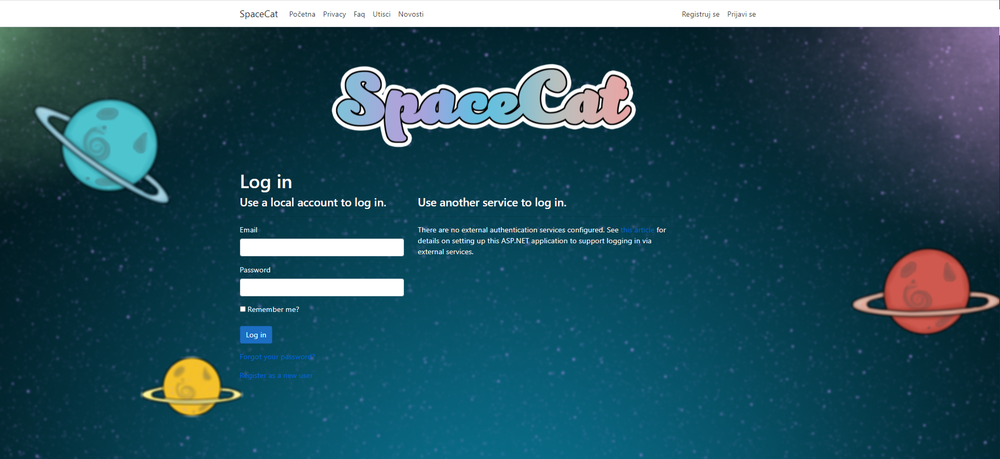 SpaceCat Početna Privacy Faq Utisci Novosti Registruj se Prijavi se
SpaceCat
Log in
Use a local account to log in.
Use another service to log in.
Email
There are no external authentication services configured. See this article for
details on setting up this ASP.NET application to support logging in via
external services.
Password
Remember me?
Log in
Forgot your password?
Register as a new user